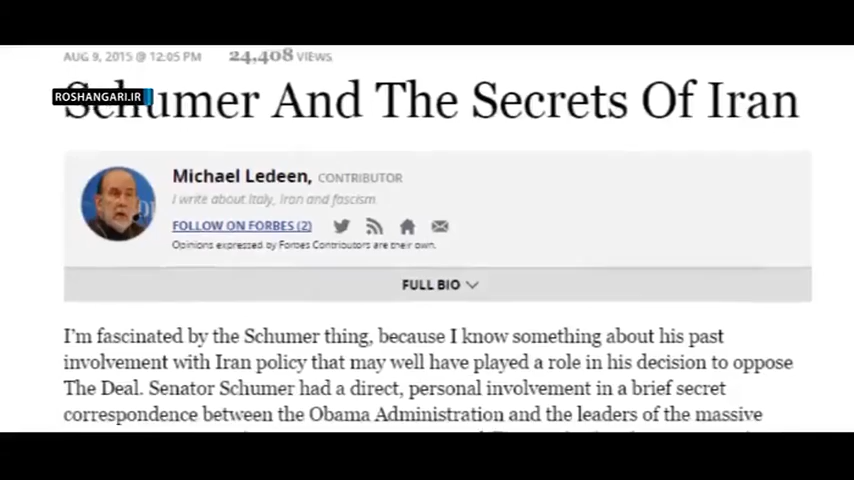 AUG 9, 2015 @ 12:05 PM 24,408 VIEWS
Schumer And The Secrets Of Iran
ROSHANGARI.IR
Michael Ledeen, CONTRIBUTOR
I write about Italy, Iran and fascism
FOLLOW ON FORBES (2)
Opinions expressed by Forbes Contributors are their own.
FULL BIO
I'm fascinated by the Schumer thing, because I know something about his past
involvement with Iran policy that may well have played a role in his decision to oppose
The Deal. Senator Schumer had a direct, personal involvement in a brief secret
correspondence between the Obama Administration and the leaders of the massive